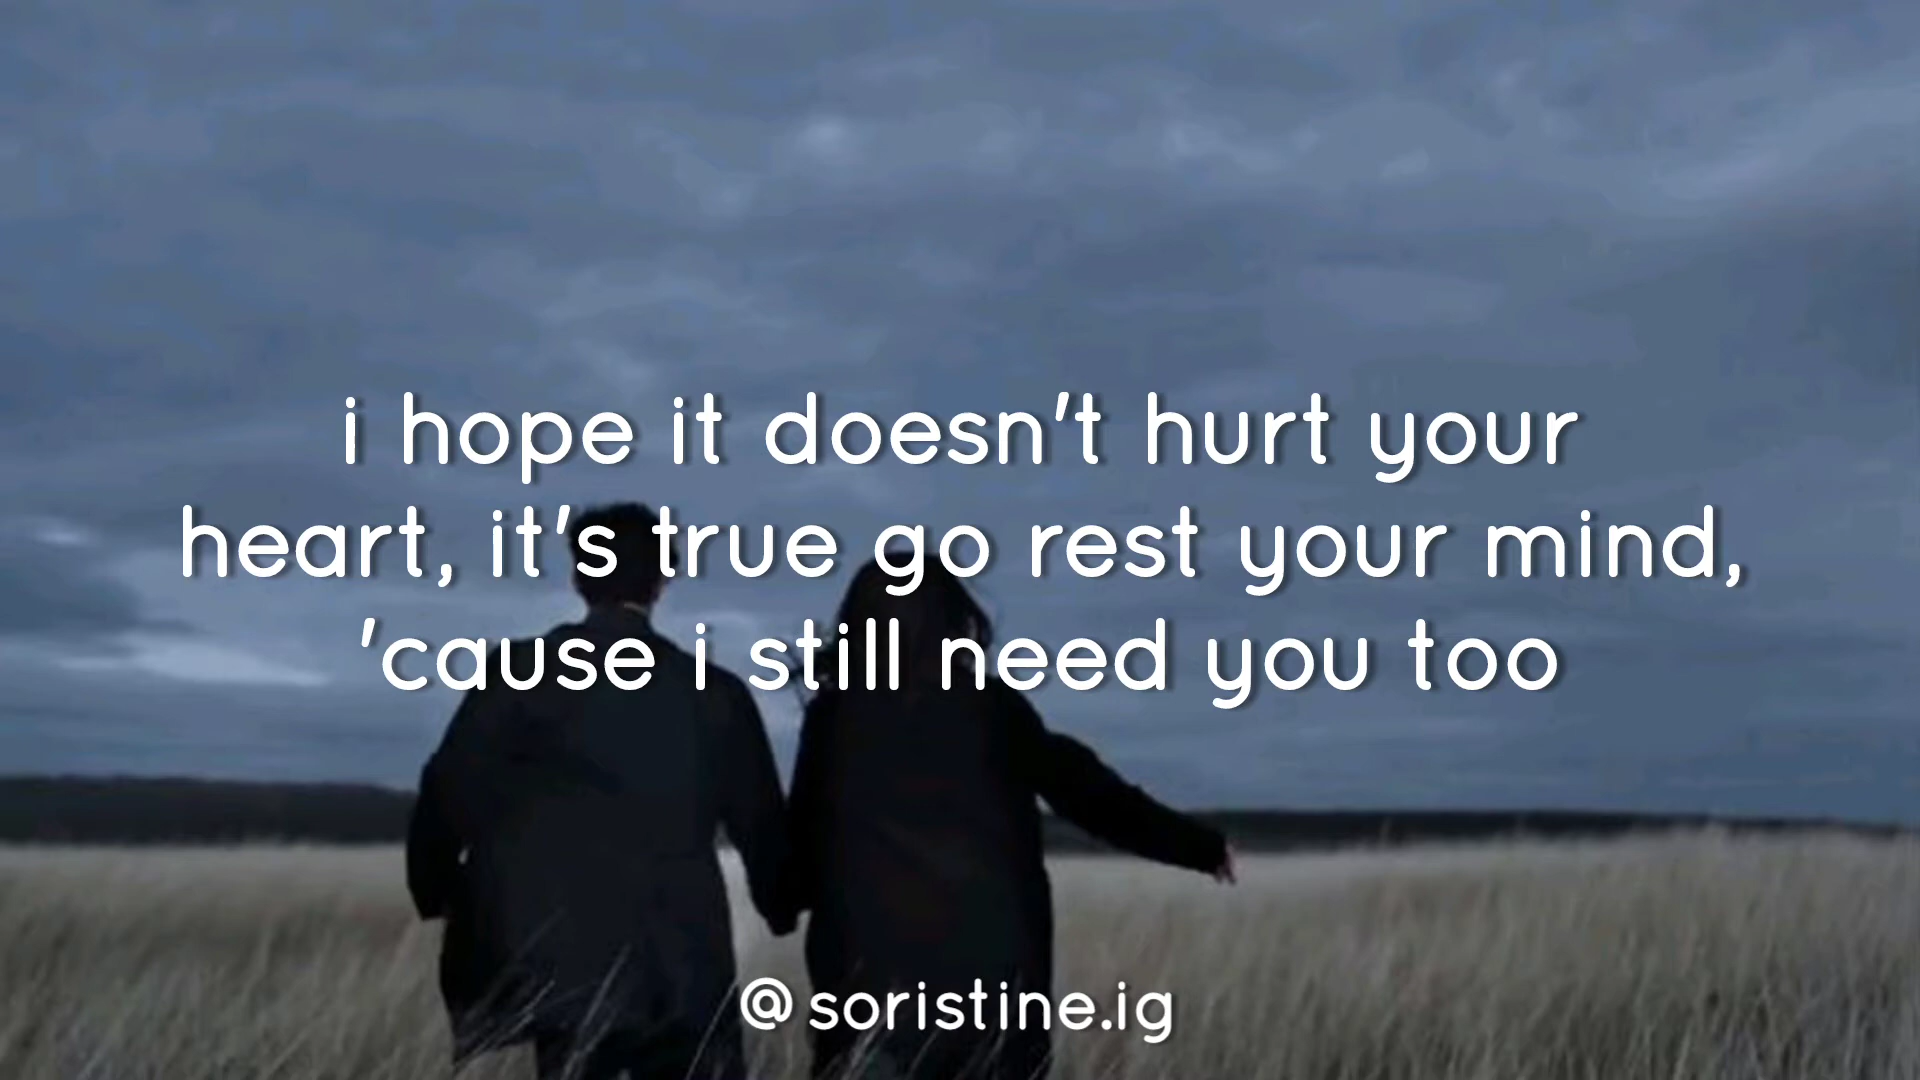 i hope it doesn't hurt your
heart, it's true go rest your mind,
'cause i still need you too
@soristine.ig